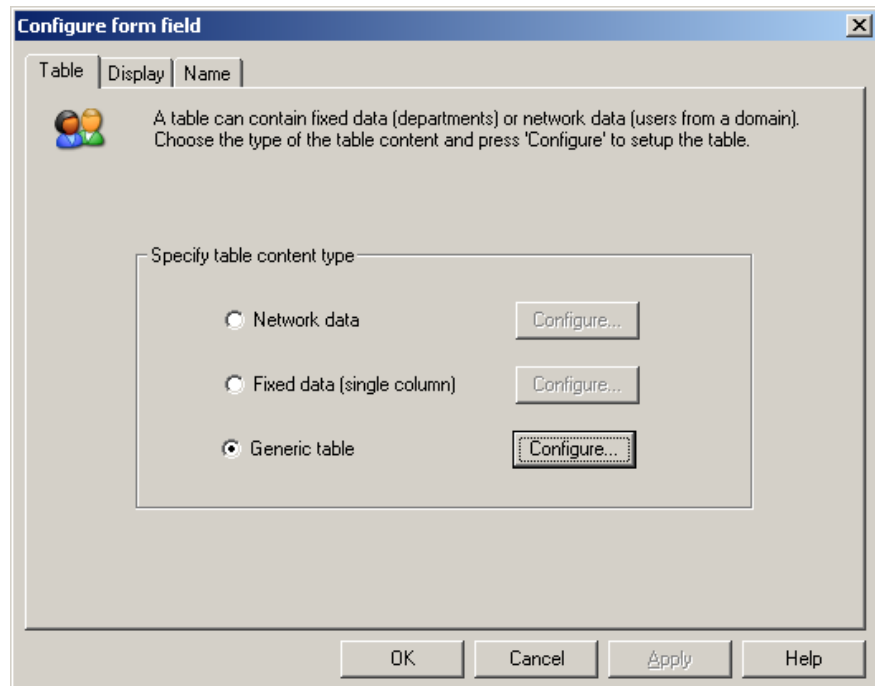 Configure form field
Table Display Name
A table can contain fixed data (departments) or network data (users from a domain).
Choose the type of the table content and press 'Configure' to setup the table.
Specify table content type
Network data Configure...
Fixed data (single column) Configure...
Generic table Configure...
OK Cancel Apply Help